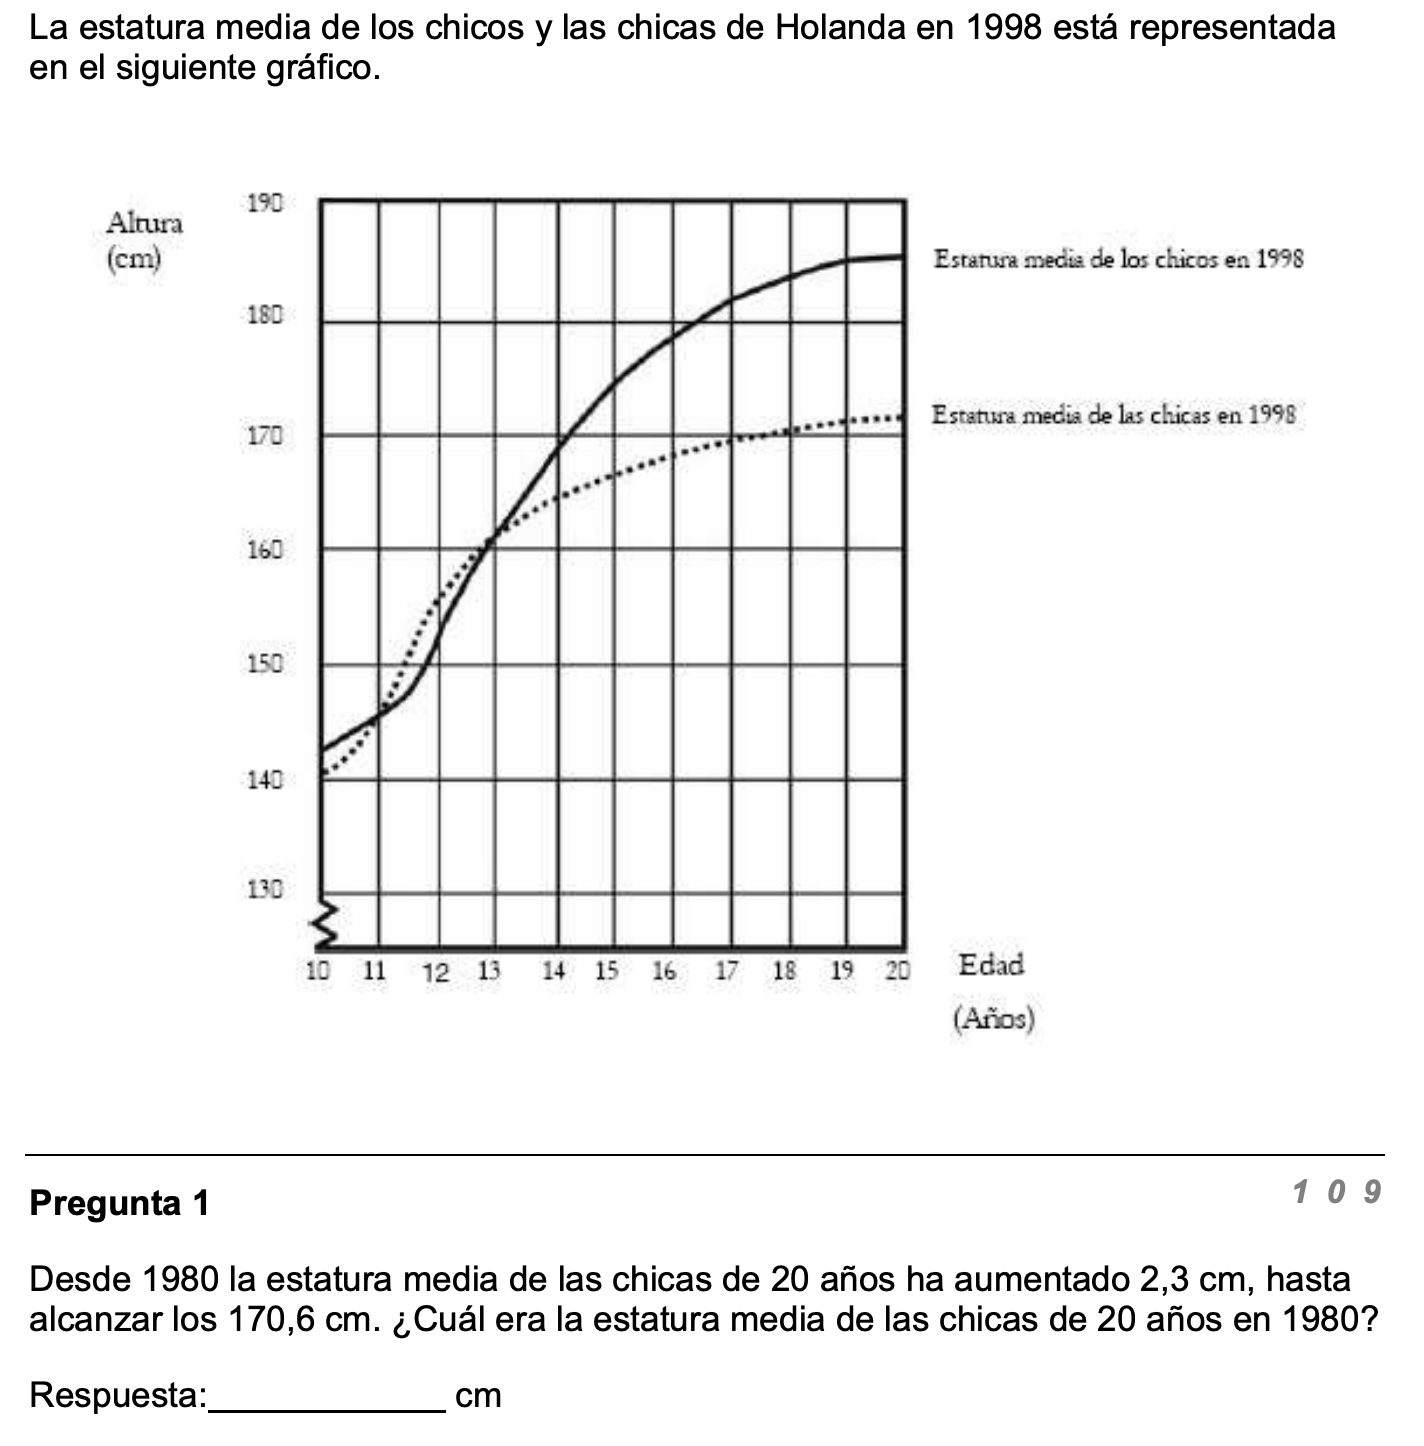 La estatura media de los chicos y las chicas de Holanda en 1998 está representada
en el siguiente gráfico.
Altura
(cm)
190
180
170
160
150
140
130
Estatura media de los chicos en 1998
Estatura media de las chicas en 1998
10 11 12 13 14 15 16 17 18 19 20
Edad
(Años)
Pregunta 1
1 0 9
Desde 1980 la estatura media de las chicas de 20 años ha aumentado 2,3 cm, hasta
alcanzar los 170,6 cm. ¿Cuál era la estatura media de las chicas de 20 años en 1980?
Respuesta:____________ cm